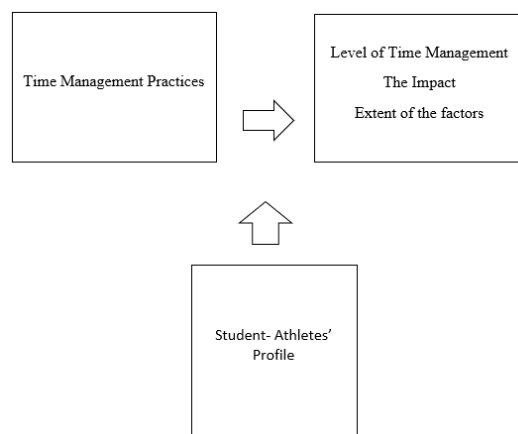 Time Management Practices
Level of Time Management
The Impact
Extent of the factors
Student- Athletes’
Profile